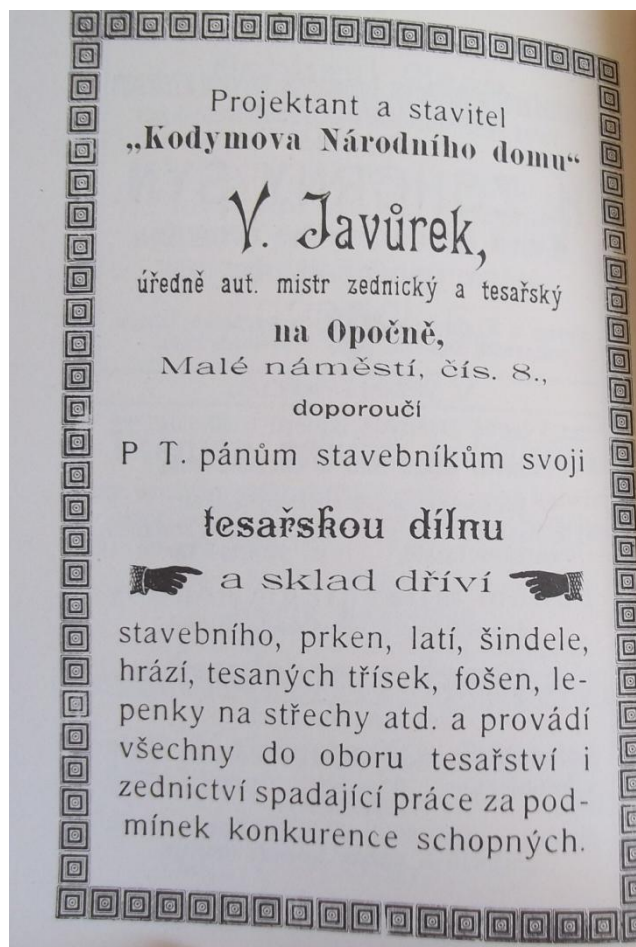 Projektant a stavitel
„Kodymova Národního domu“
V. Javůrek,
úředně aut. mistr zednický a tesařský
na Opočně,
Malé náměstí, čís. 8.,
doporoučí
P T. pánům stavebníkům svoji
tesařskou dílnu
a sklad dříví
stavebního, prken, latí, šindele,
hrází, tesaných třísek, fošen, le-
penky na střechy atd. a provádí
všechny do oboru tesařství i
zednictví spadající práce za pod-
mínek konkurence schopných.